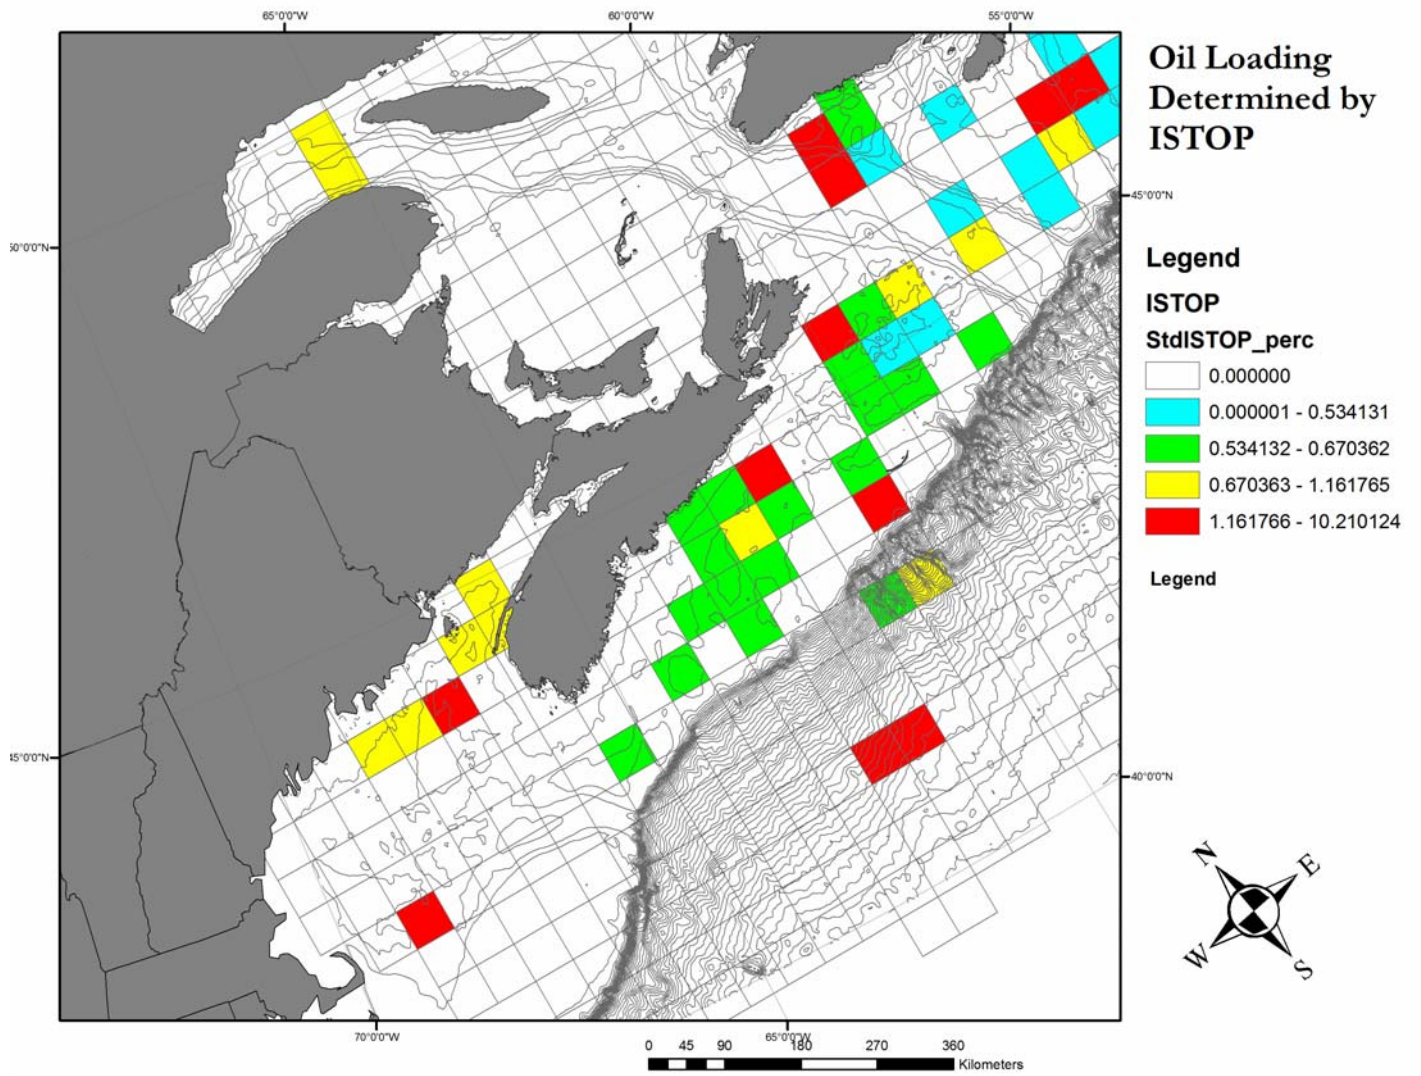 65°0'0"W
60°0'0"W
55°0'0"W
Oil Loading
Determined by
ISTOP
45°0'0"N
50°0'0"N
Legend
ISTOP
StdISTOP_perc
0.000000
0.000001 - 0.534131
0.534132 - 0.670362
0.670363 - 1.161765
1.161766 - 10.210124
Legend
45°0'0"N
40°0'0"N
N
E
W
S
70°0'0"W
65°0'0"W
0 45 90 180 270 360
Kilometers